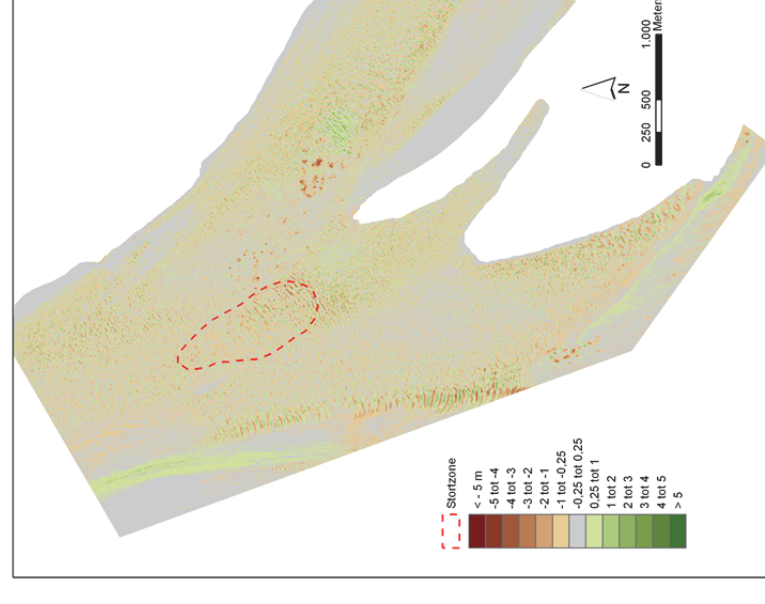 Stortzone
< - 5 m
-5 tot -4
-4 tot -3
-3 tot -2
-2 tot -1
-1 tot -0,25
-0,25 tot 0,25
0,25 tot 1
1 tot 2
2 tot 3
3 tot 4
4 tot 5
> 5
N
0 250 500 1.000
Meter